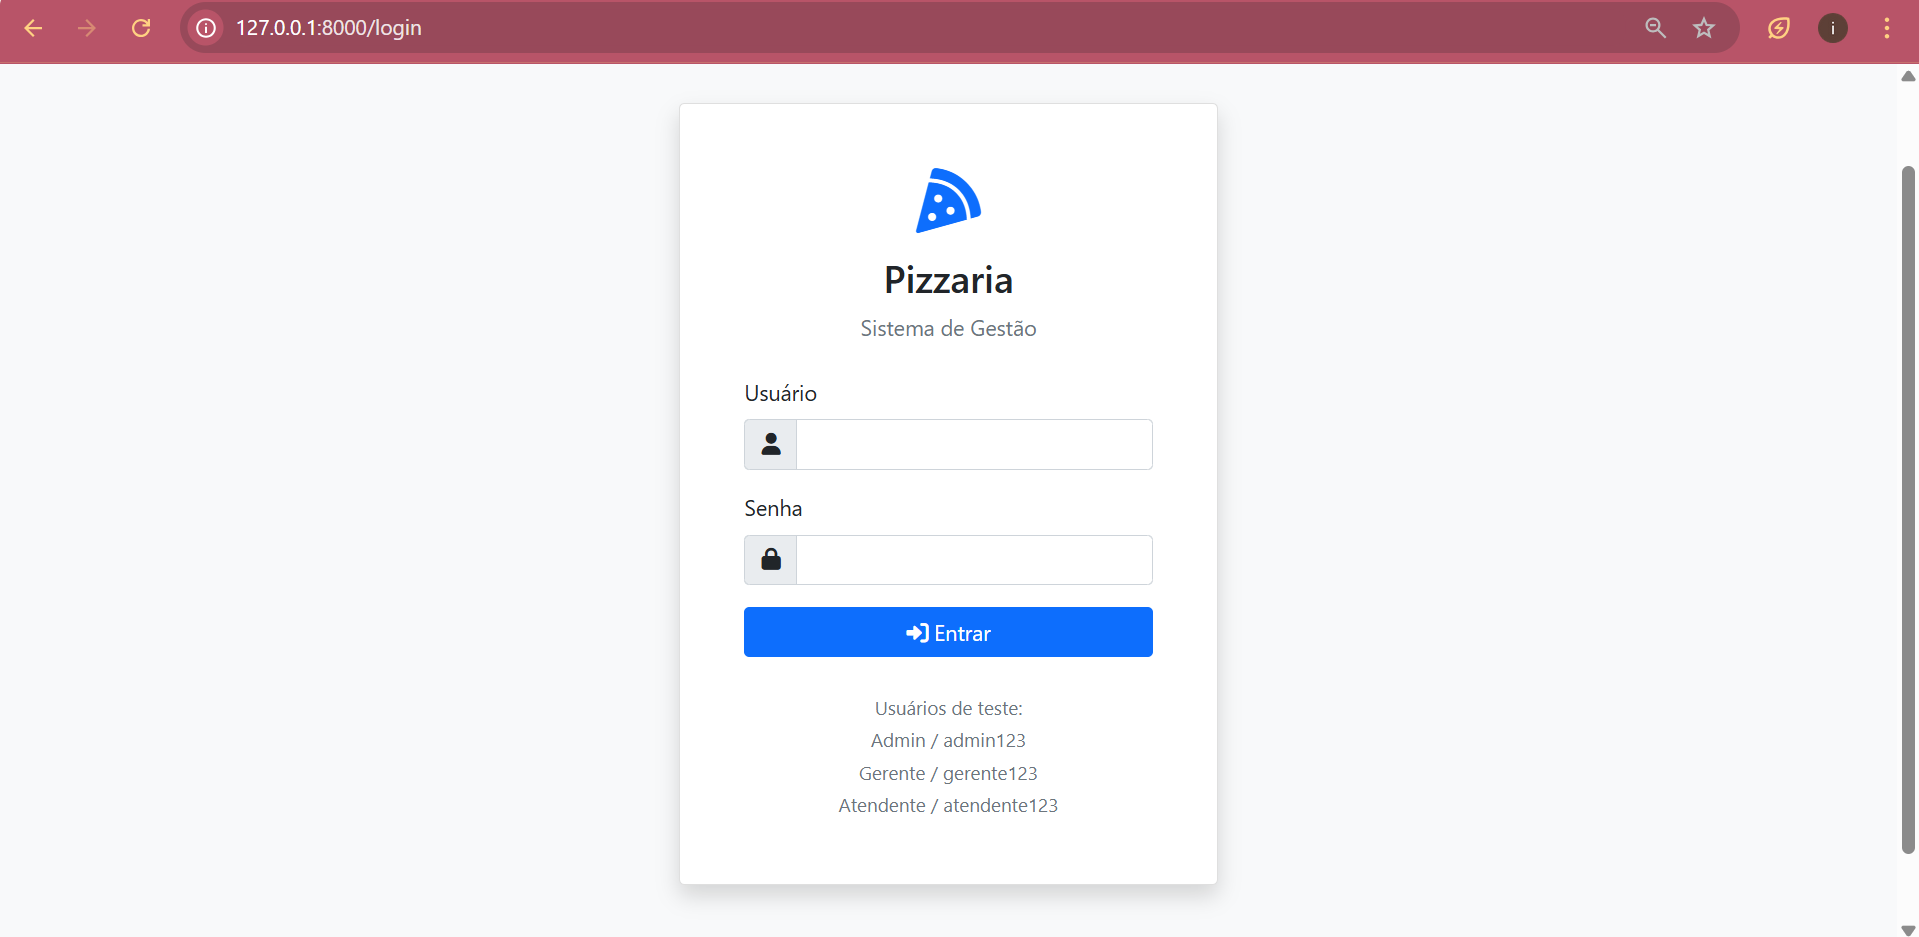 127.0.0.1:8000/login
i
Pizzaria
Sistema de Gestão
Usuário
Senha
Entrar
Usuários de teste:
Admin / admin123
Gerente / gerente123
Atendente / atendente123